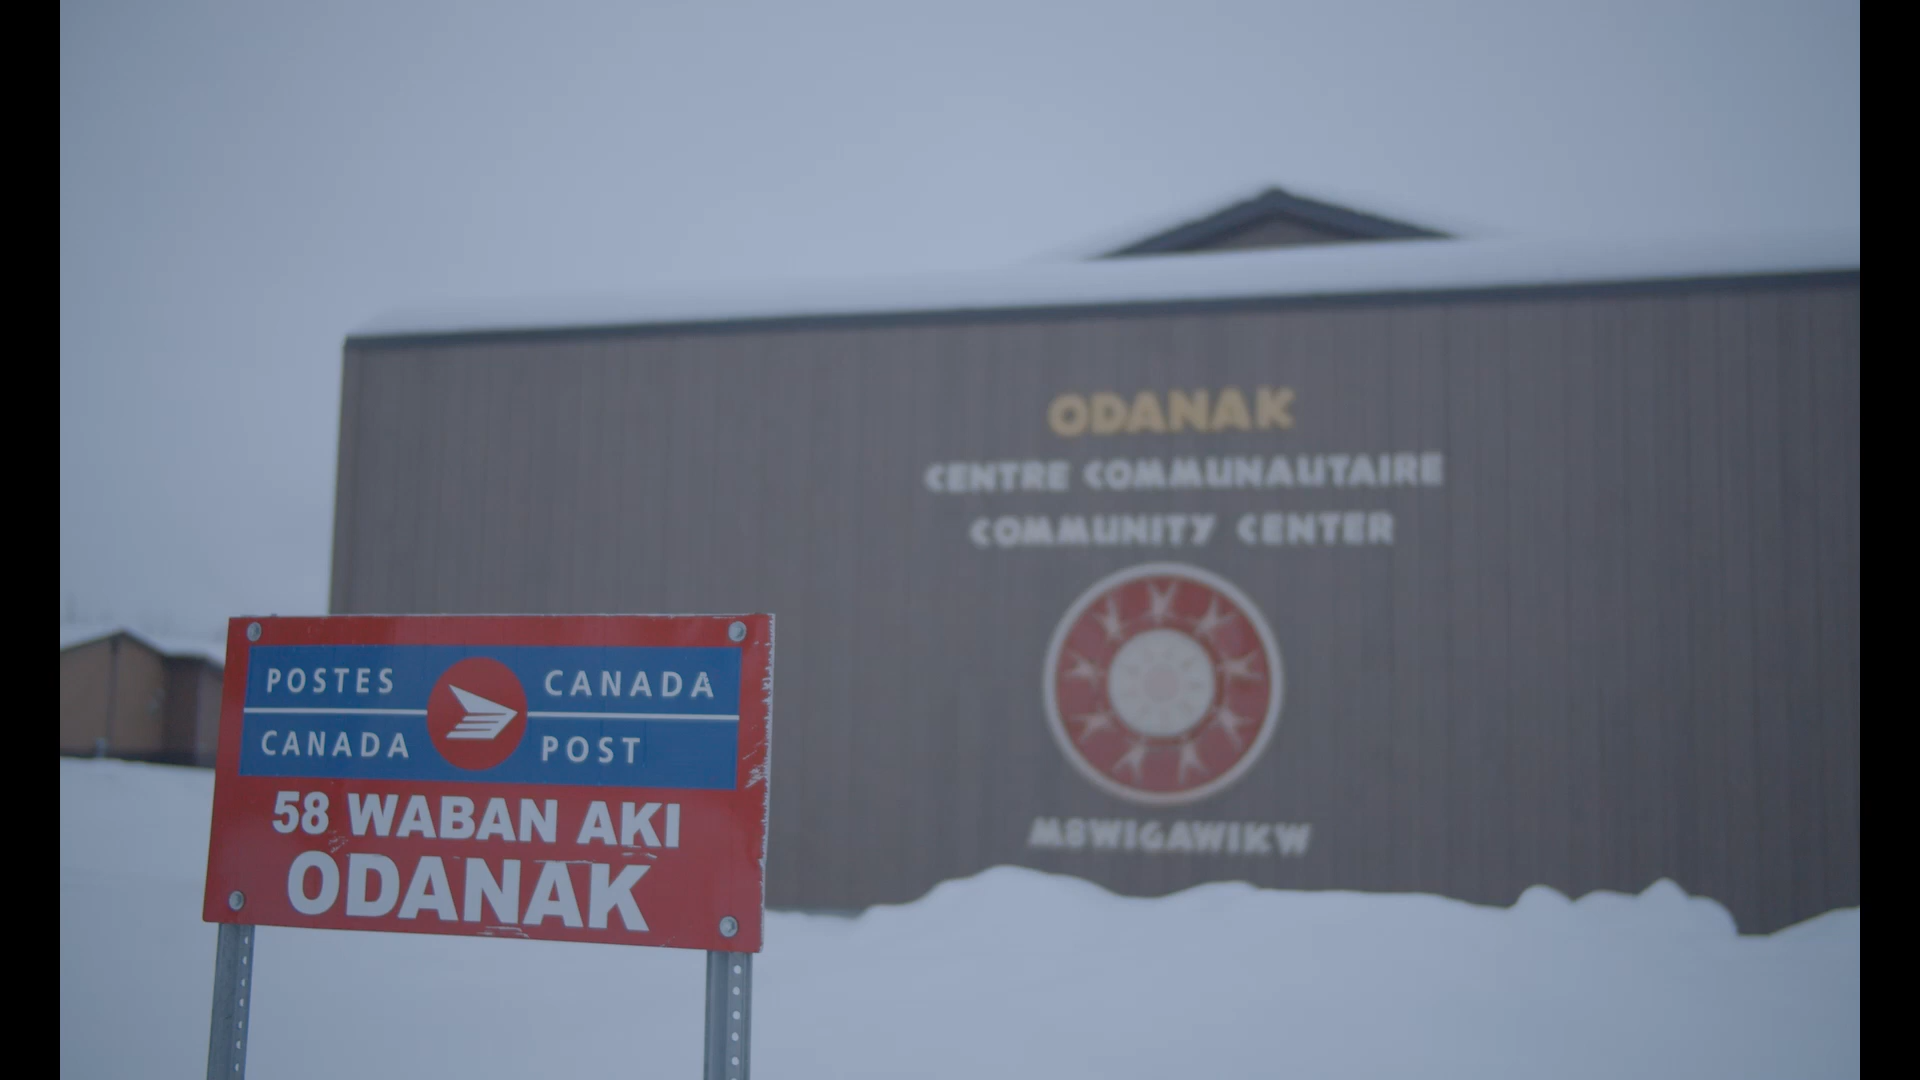 POSTES CANADA
CANADA POST
58 WABAN AKI
ODANAK
ODANAK
CENTRE COMMUNAUTAIRE
COMMUNITY CENTER
M8WIGAWIKW